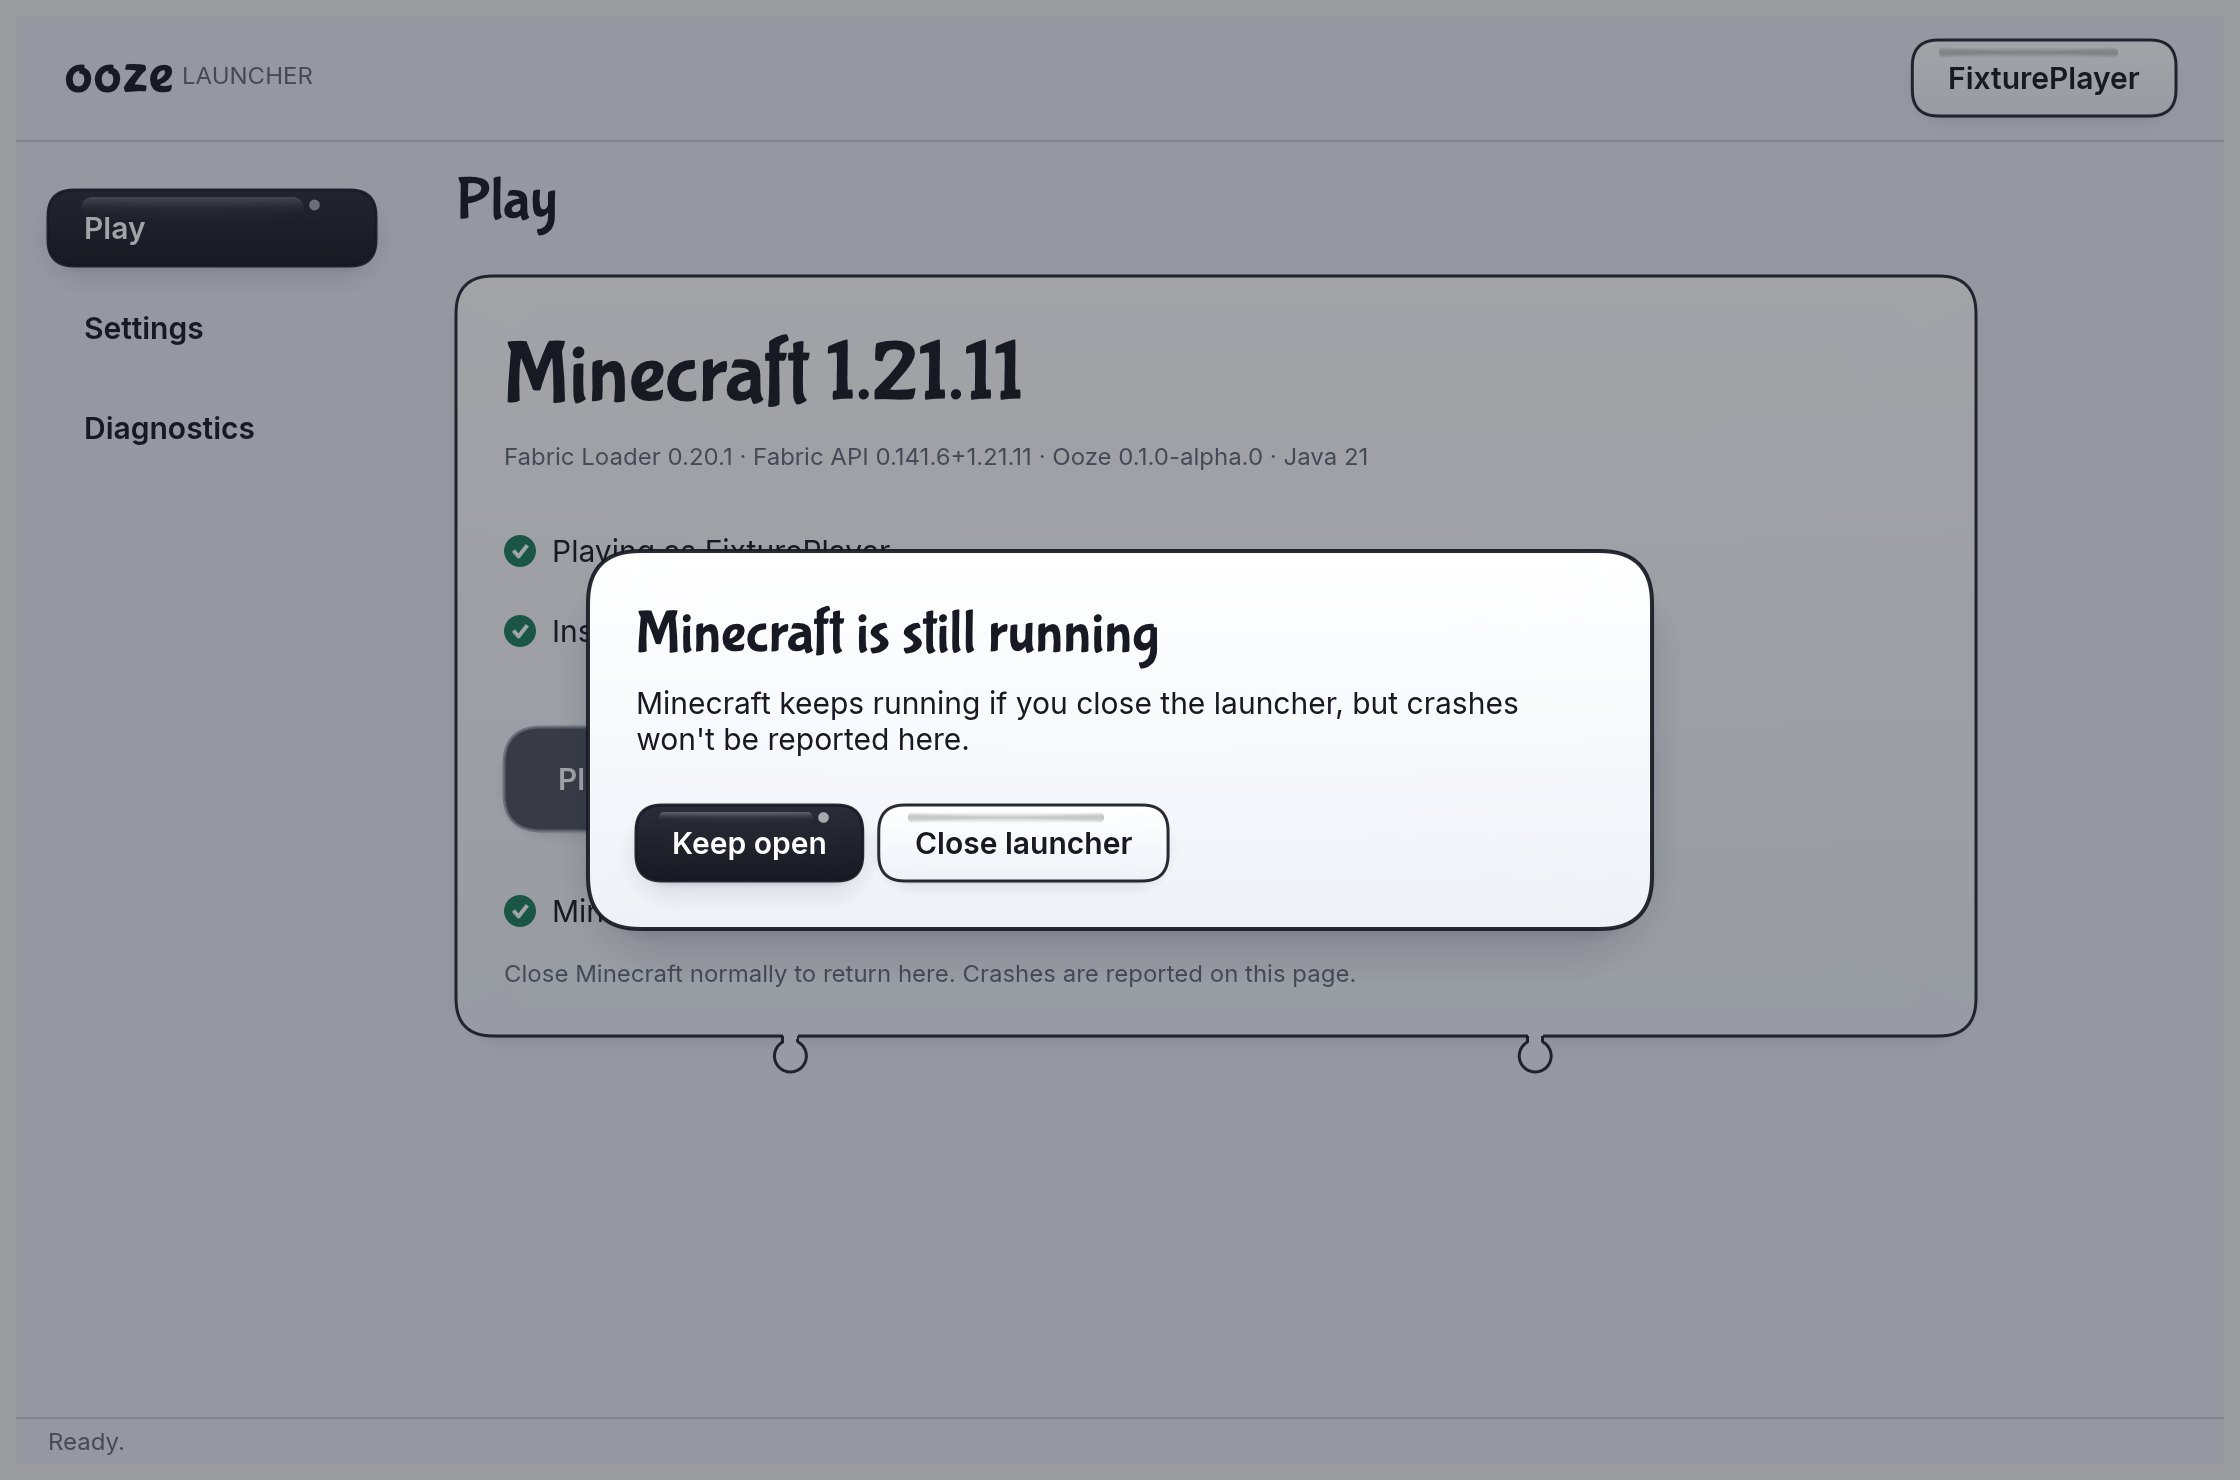 ooze LAUNCHER
FixturePlayer
Play
Settings
Diagnostics
Play
Minecraft 1.21.11
Fabric Loader 0.20.1 · Fabric API 0.141.6+1.21.11 · Ooze 0.1.0-alpha.0 · Java 21
Playing as FixturePlayer
Minecraft is still running
Minecraft keeps running if you close the launcher, but crashes
won't be reported here.
Keep open
Close launcher
Close Minecraft normally to return here. Crashes are reported on this page.
Ready.